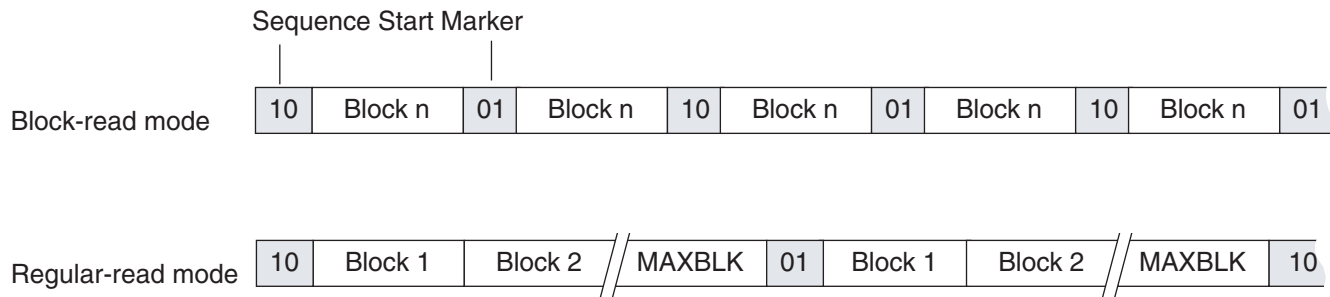 Sequence Start Marker
Block-read mode 10 Block n 01 Block n 10 Block n 01 Block n 10 Block n 01
Regular-read mode 10 Block 1 Block 2 MAXBLK 01 Block 1 Block 2 MAXBLK 10